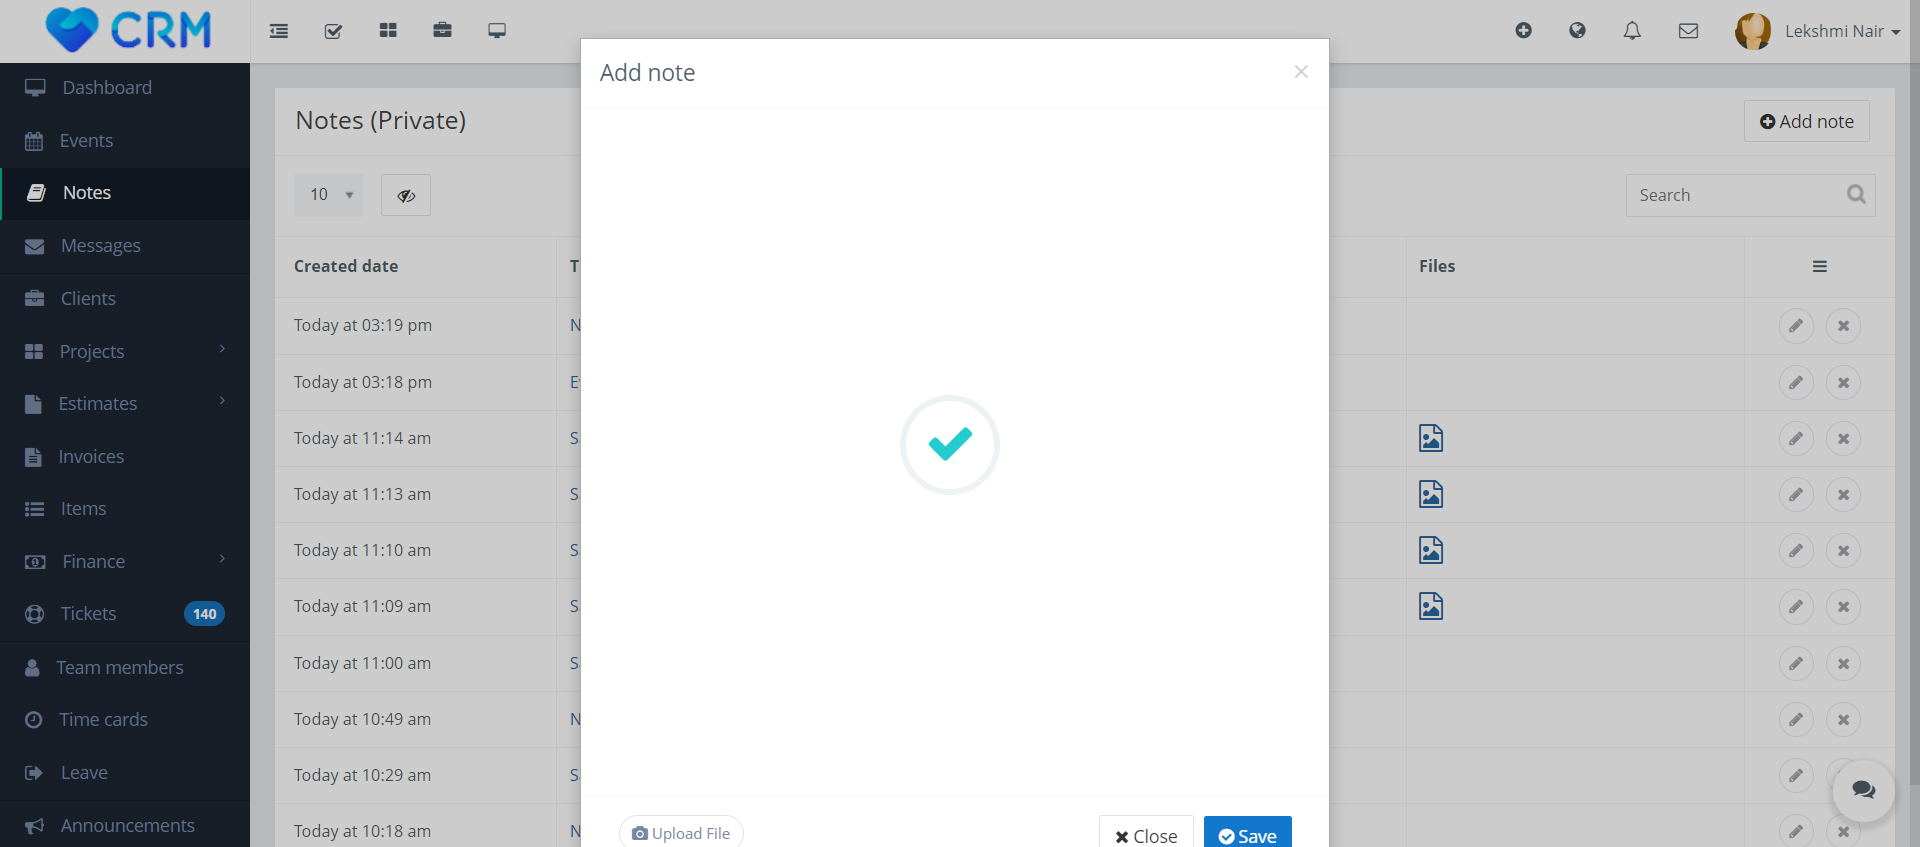 CRM
Lekshmi Nair
Dashboard
Events
Notes
Messages
Clients
Projects
Estimates
Invoices
Items
Finance
Tickets 140
Team members
Time cards
Leave
Announcements
Notes (Private)
Add note
10
Search
Created date T Files
Today at 03:19 pm N
Today at 03:18 pm
Today at 11:14 am S
Today at 11:13 am S
Today at 11:10 am S
Today at 11:09 am S
Today at 11:00 am S
Today at 10:49 am N
Today at 10:29 am S
Today at 10:18 am N
Add note
Upload File
Close
Save